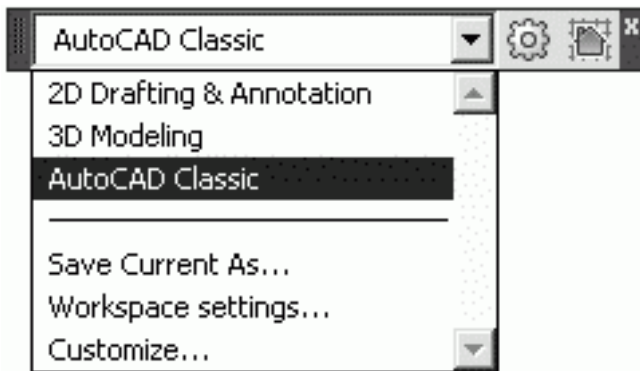 AutoCAD Classic
2D Drafting & Annotation
3D Modeling
AutoCAD Classic
Save Current As...
Workspace settings...
Customize...